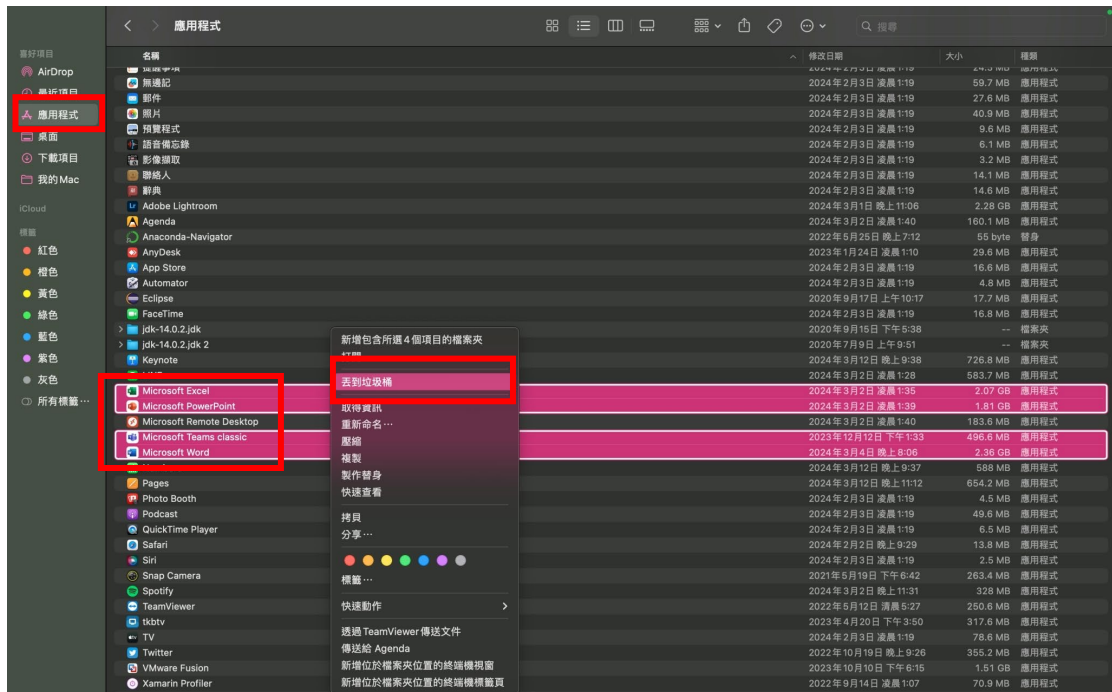 應用程式
搜尋
喜好項目
AirDrop
最近項目
應用程式
桌面
下載項目
我的 Mac
iCloud
標籤
紅色
橙色
黃色
綠色
藍色
紫色
灰色
所有標籤…
名稱 修改日期 大小 種類
提醒事項 2024年2月3日 凌晨1:19 24.5 MB 應用程式
無邊記 2024年2月3日 凌晨1:19 59.7 MB 應用程式
郵件 2024年2月3日 凌晨1:19 27.6 MB 應用程式
照片 2024年2月3日 凌晨1:19 40.9 MB 應用程式
預覽程式 2024年2月3日 凌晨1:19 9.6 MB 應用程式
語音備忘錄 2024年2月3日 凌晨1:19 6.1 MB 應用程式
影像擷取 2024年2月3日 凌晨1:19 3.2 MB 應用程式
聯絡人 2024年2月3日 凌晨1:19 14.1 MB 應用程式
辭典 2024年2月3日 凌晨1:19 14.6 MB 應用程式
Adobe Lightroom 2024年3月1日 晚上11:06 2.28 GB 應用程式
Agenda 2024年3月2日 凌晨1:40 160.1 MB 應用程式
Anaconda-Navigator 2022年5月25日 晚上7:12 55 byte 替身
AnyDesk 2023年1月24日 凌晨1:10 29.6 MB 應用程式
App Store 2024年2月3日 凌晨1:19 16.6 MB 應用程式
Automator 2024年2月3日 凌晨1:19 4.8 MB 應用程式
Eclipse 2020年9月17日 上午10:17 17.7 MB 應用程式
FaceTime 2024年2月3日 凌晨1:19 16.8 MB 應用程式
jdk-14.0.2.jdk 2020年9月15日 下午5:38 -- 檔案夾
jdk-14.0.2.jdk 2 2020年7月9日 上午9:51 -- 檔案夾
Keynote 2024年3月12日 晚上9:38 726.8 MB 應用程式
2024年3月2日 凌晨1:28 583.7 MB 應用程式
Microsoft Excel 2024年3月2日 凌晨1:35 2.07 GB 應用程式
Microsoft PowerPoint 2024年3月2日 凌晨1:39 1.81 GB 應用程式
Microsoft Remote Desktop 2024年3月2日 凌晨1:40 183.6 MB 應用程式
Microsoft Teams classic 2023年12月12日 下午1:33 496.6 MB 應用程式
Microsoft Word 2024年3月4日 晚上8:06 2.36 GB 應用程式
2024年3月12日 晚上9:37 588 MB 應用程式
Pages 2024年3月12日 晚上11:12 654.2 MB 應用程式
Photo Booth 2024年2月3日 凌晨1:19 4.5 MB 應用程式
Podcast 2024年2月3日 凌晨1:19 49.6 MB 應用程式
QuickTime Player 2024年2月3日 凌晨1:19 6.5 MB 應用程式
Safari 2024年2月2日 晚上9:29 13.8 MB 應用程式
Siri 2024年2月3日 凌晨1:19 2.5 MB 應用程式
Snap Camera 2021年5月19日 下午6:42 263.4 MB 應用程式
Spotify 2024年3月2日 晚上11:31 328 MB 應用程式
TeamViewer 2022年5月12日 清晨5:27 250.6 MB 應用程式
tkbtv 2023年4月20日 下午3:50 317.6 MB 應用程式
TV 2024年2月3日 凌晨1:19 78.6 MB 應用程式
Twitter 2022年10月19日 晚上9:26 355.2 MB 應用程式
VMware Fusion 2023年10月10日 下午6:15 1.51 GB 應用程式
Xamarin Profiler 2022年9月14日 凌晨1:07 70.9 MB 應用程式
新增包含所選4個項目的檔案夾
打開
丟到垃圾桶
取得資訊
重新命名…
壓縮
複製
製作替身
快速查看
拷貝
分享…
標籤…
快速動作
透過 TeamViewer 傳送文件
傳送給 Agenda
新增位於檔案夾位置的終端機視窗
新增位於檔案夾位置的終端機標籤頁